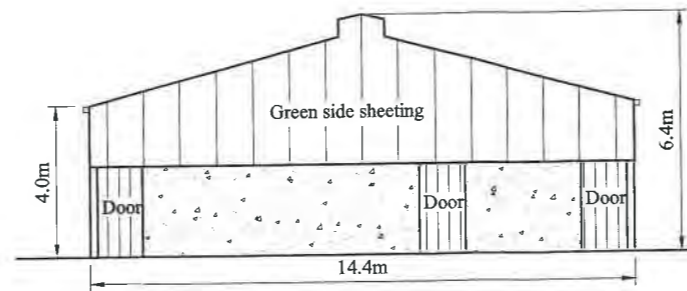 Green side sheeting
4.0m
6.4m
Door
Door
Door
14.4m